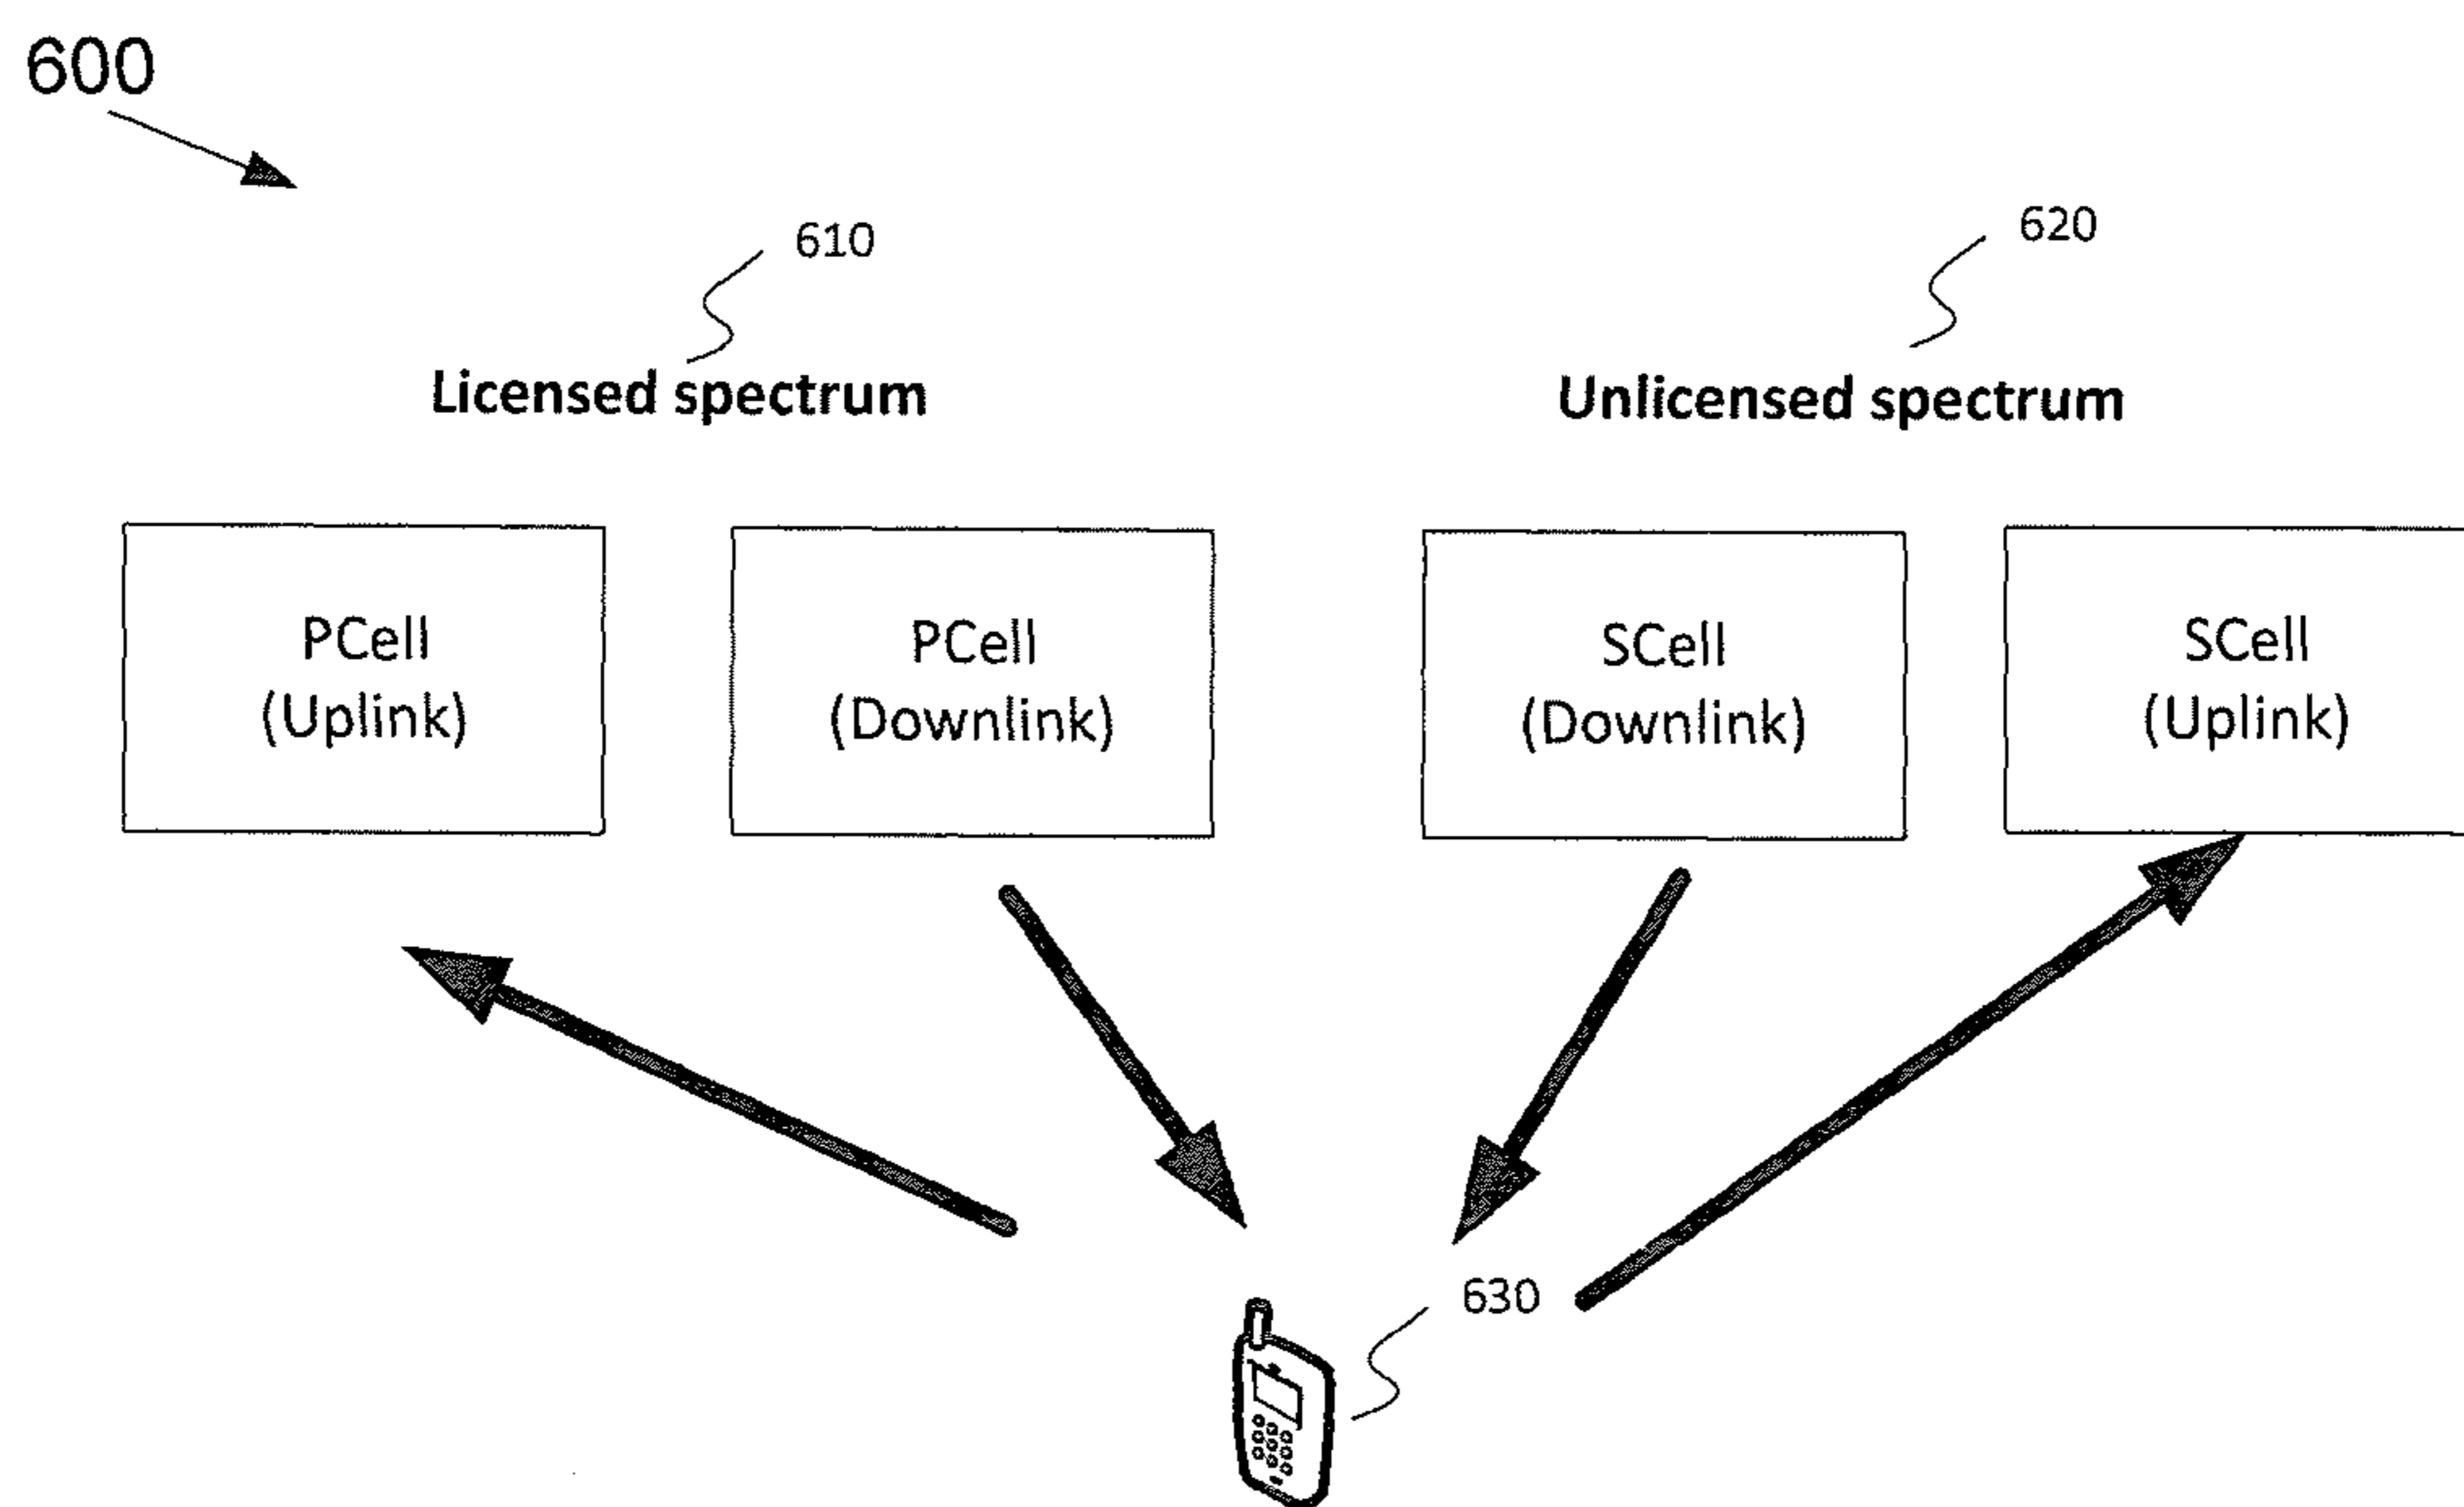 600
610
620
Licensed spectrum
Unlicensed spectrum
PCell
(Uplink)
PCell
(Downlink)
SCell
(Downlink)
SCell
(Uplink)
630